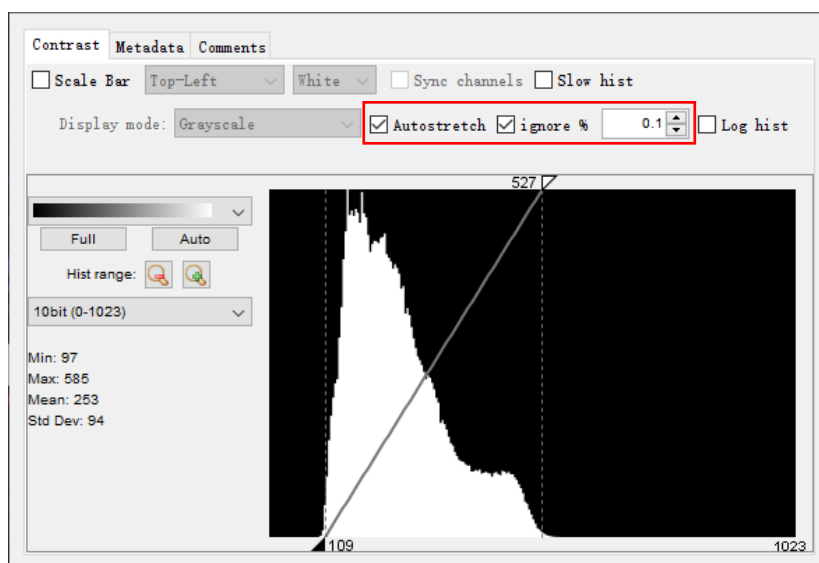 Contrast Metadata Comments
Scale Bar Top-Left White Sync channels Slow hist
Display mode: Grayscale Autostretch ignore % 0.1 Log hist
527
Full Auto
Hist range:
10bit (0-1023)
Min: 97
Max: 585
Mean: 253
Std Dev: 94
109 1023